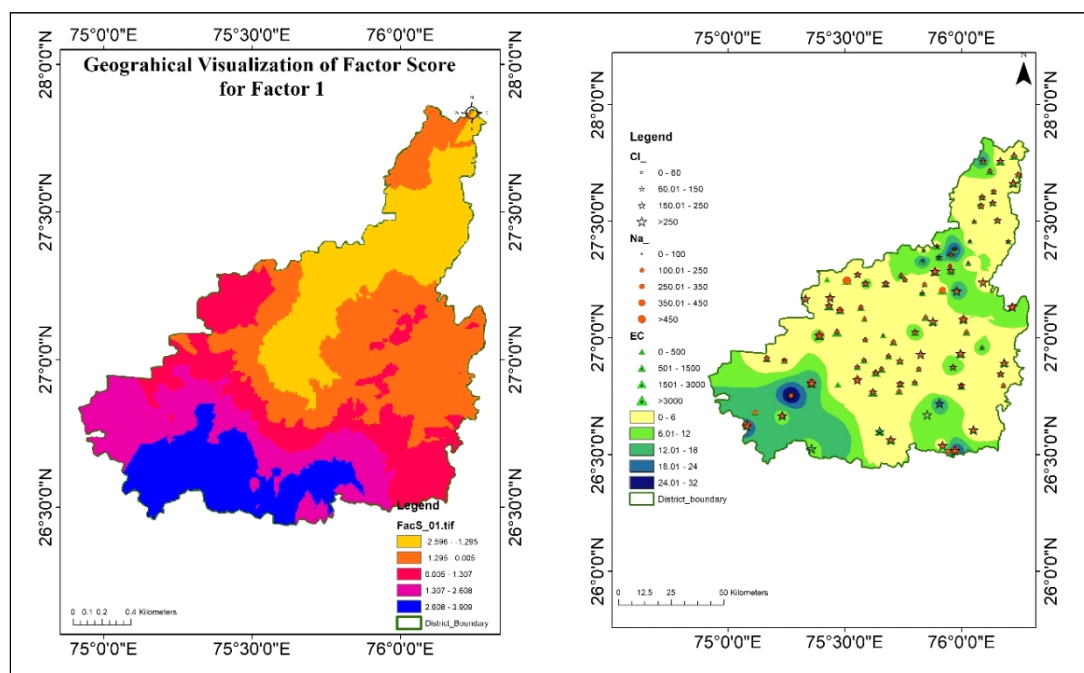 75°0'0"E 75°30'0"E 76°0'0"E
Geograhical Visualization of Factor Score
for Factor 1
28°0'0"N
27°30'0"N
27°0'0"N
26°30'0"N
28°0'0"N
27°30'0"N
27°0'0"N
26°30'0"N
Legend
FacS_01.tif
-2.596 - -1.295
1.295 0.005
0.005 - 1.307
1.307 - 2.608
2.608 - 3.909
District_Boundary
0 0.1 0.2 0.4 Kilometers
75°0'0"E 75°30'0"E 76°0'0"E
75°0'0"E 75°30'0"E 76°0'0"E
N
28°0'0"N
27°30'0"N
27°0'0"N
26°30'0"N
26°0'0"N
28°0'0"N
27°30'0"N
27°0'0"N
26°30'0"N
26°0'0"N
Legend
Cl_
0 - 60
60.01 - 150
150.01 - 250
>250
Na_
0 - 100
100.01 - 250
250.01 - 350
350.01 - 450
>450
EC
0 - 500
501 - 1500
1501 - 3000
>3000
0 - 6
6.01 - 12
12.01 - 18
18.01 - 24
24.01 - 32
District_boundary
0 12.5 25 50 Kilometers
75°0'0"E 75°30'0"E 76°0'0"E